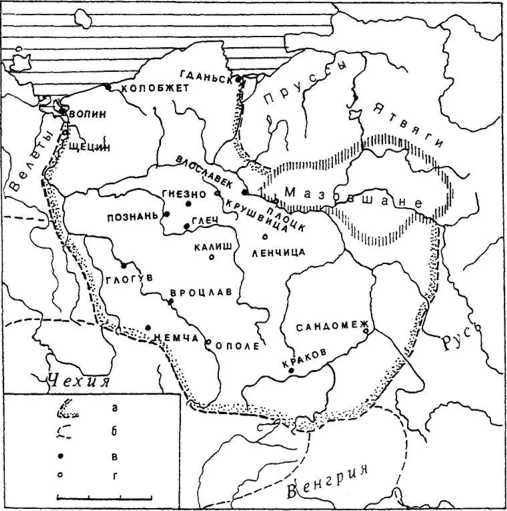 ГДАНЬСК
КОЛОБЖЕГ
Пруссы
ВОЛИН
Ятвяги
ЩЕЦИН
Велеты
ВЛОСЛАВЕК
ГНЕЗНО
Мазовшане
КРУШВИЦА
ПЛОЦК
ПОЗНАНЬ
ГЛЕЧ
КАЛИШ
ЛЕНЧИЦА
ГЛОГУВ
ВРОЦЛАВ
САНДОМЕЖ
НЕМЧА
ОПОЛЕ
Русь
КРАКОВ
Чехия
а
б
в
г
Венгрия